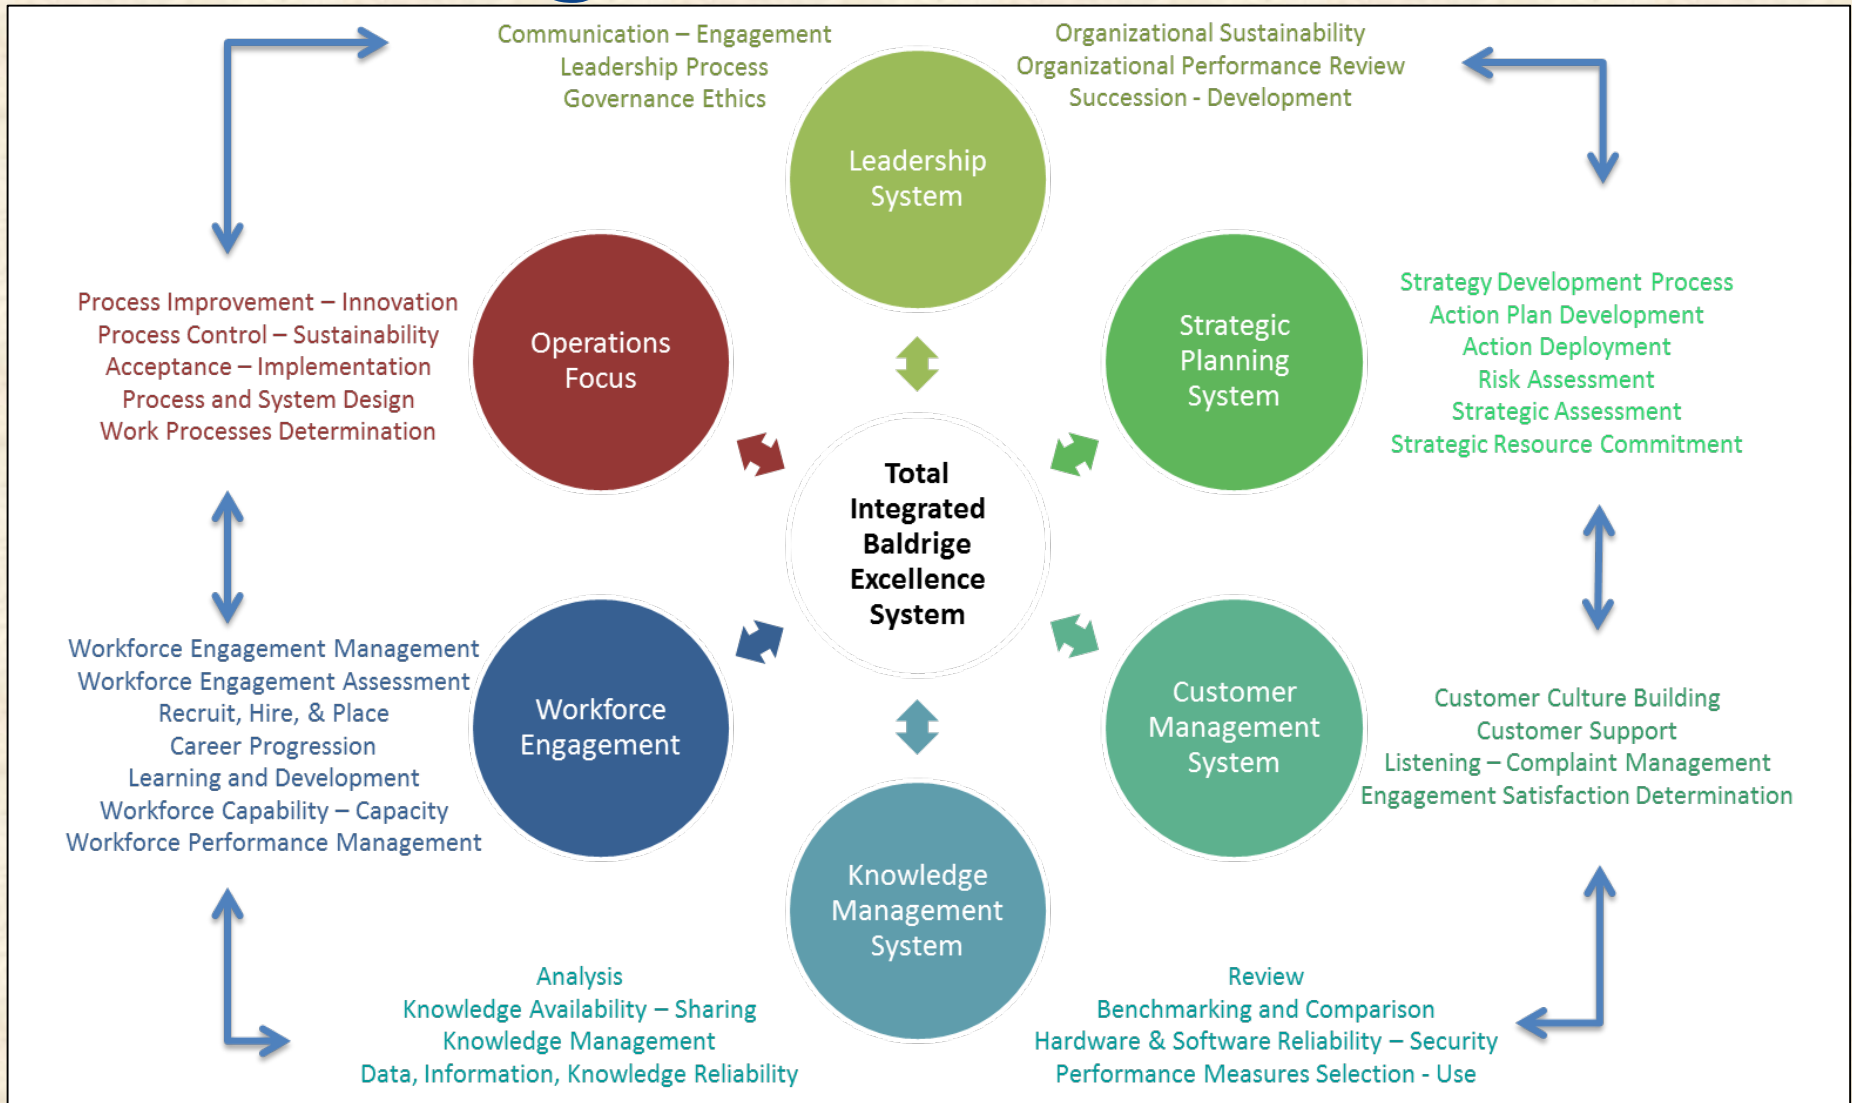 Communication – Engagement
Leadership Process
Governance Ethics
Organizational Sustainability
Organizational Performance Review
Succession - Development
Leadership
System
Process Improvement – Innovation
Process Control – Sustainability
Acceptance – Implementation
Process and System Design
Work Processes Determination
Operations
Focus
Strategic
Planning
System
Strategy Development Process
Action Plan Development
Action Deployment
Risk Assessment
Strategic Assessment
Strategic Resource Commitment
Total
Integrated
Baldrige
Excellence
System
Workforce Engagement Management
Workforce Engagement Assessment
Recruit, Hire, & Place
Career Progression
Learning and Development
Workforce Capability – Capacity
Workforce Performance Management
Workforce
Engagement
Customer
Management
System
Customer Culture Building
Customer Support
Listening – Complaint Management
Engagement Satisfaction Determination
Knowledge
Management
System
Analysis
Knowledge Availability – Sharing
Knowledge Management
Data, Information, Knowledge Reliability
Review
Benchmarking and Comparison
Hardware & Software Reliability – Security
Performance Measures Selection - Use